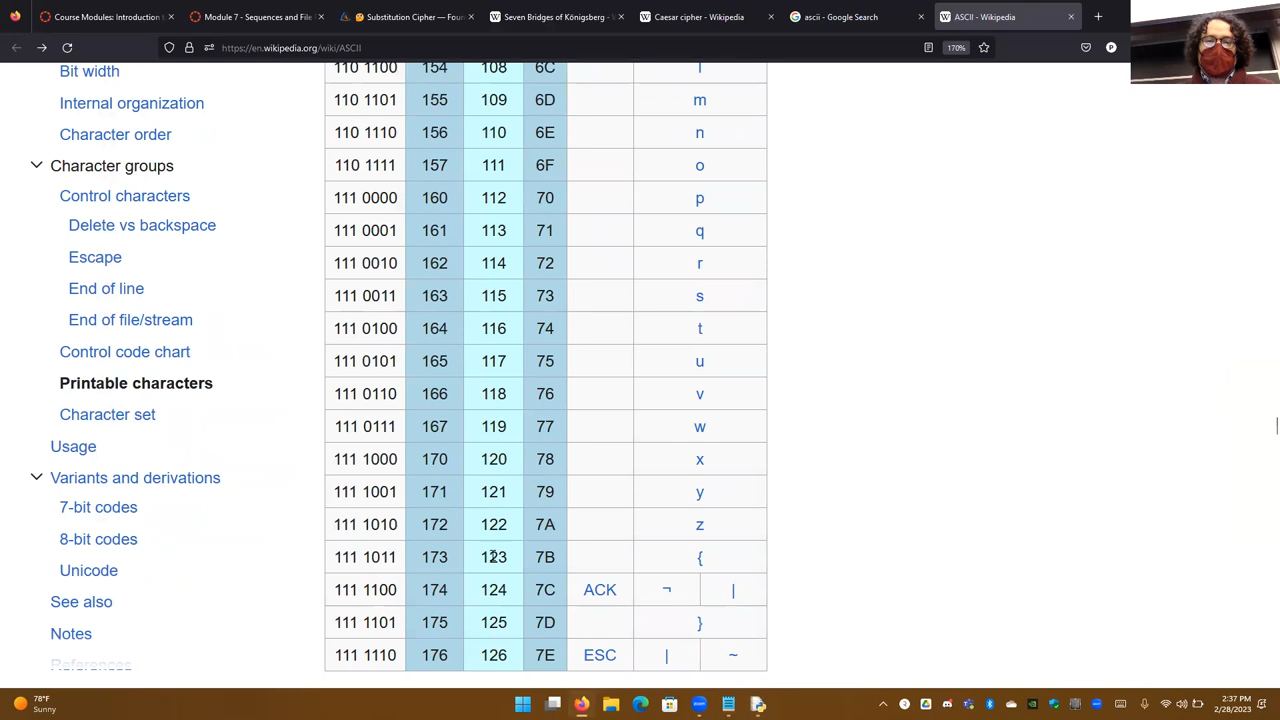 Course Modules: Introduction t
Module 7 - Sequences and File
Substitution Cipher — Foun
Seven Bridges of Königsberg - W
Caesar cipher - Wikipedia
ascii - Google Search
ASCII - Wikipedia
https://en.wikipedia.org/wiki/ASCII
170%
Bit width
Internal organization
Character order
Character groups
Control characters
Delete vs backspace
Escape
End of line
End of file/stream
Control code chart
Printable characters
Character set
Usage
Variants and derivations
7-bit codes
8-bit codes
Unicode
See also
Notes
References
110 1100 154 108 6C l
110 1101 155 109 6D m
110 1110 156 110 6E n
110 1111 157 111 6F o
111 0000 160 112 70 p
111 0001 161 113 71 q
111 0010 162 114 72 r
111 0011 163 115 73 s
111 0100 164 116 74 t
111 0101 165 117 75 u
111 0110 166 118 76 v
111 0111 167 119 77 w
111 1000 170 120 78 x
111 1001 171 121 79 y
111 1010 172 122 7A z
111 1011 173 123 7B {
111 1100 174 124 7C ACK ¬ |
111 1101 175 125 7D }
111 1110 176 126 7E ESC | ~
78°F
Sunny
2:37 PM
2/28/2023